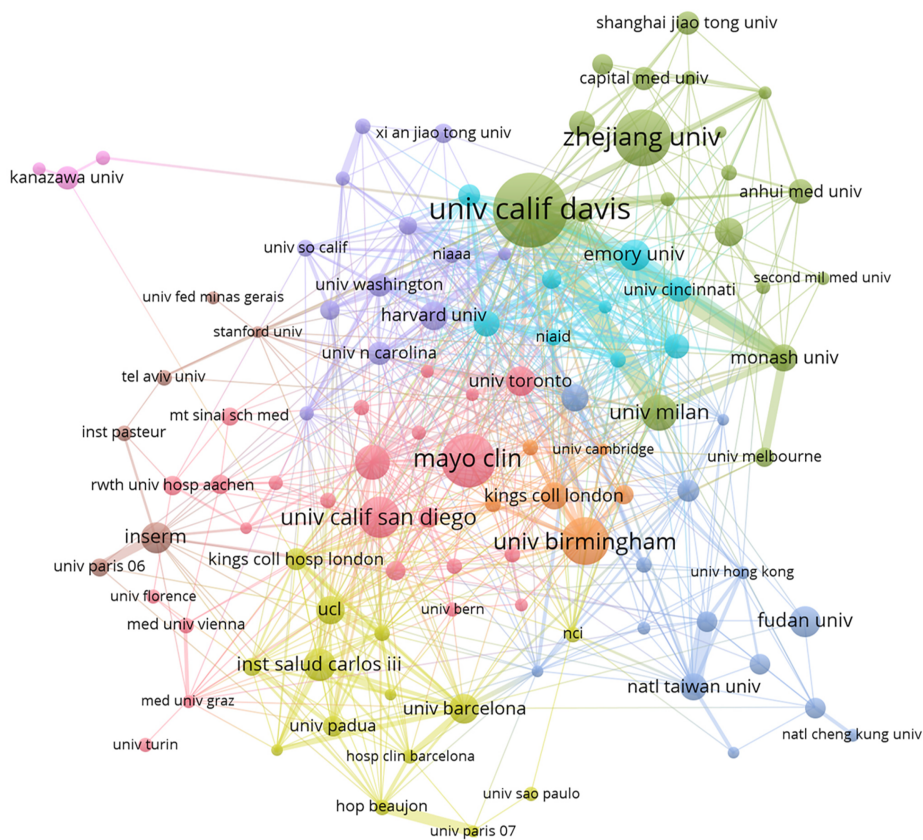 shanghai jiao tong univ
capital med univ
zhejiang univ
xi an jiao tong univ
kanazawa univ
anhui med univ
univ calif davis
univ so calif
niaaa
emory univ
second mil med univ
univ washington
univ cincinnati
univ fed minas gerais
harvard univ
stanford univ
niaid
univ n carolina
monash univ
tel aviv univ
univ toronto
mt sinai sch med
univ milan
inst pasteur
univ cambridge
univ melbourne
mayo clin
rwth univ hosp aachen
kings coll london
univ calif san diego
inserm
univ birmingham
kings coll hosp london
univ paris 06
univ hong kong
univ florence
ucl
univ bern
med univ vienna
nci
fudan univ
inst salud carlos iii
natl taiwan univ
med univ graz
univ barcelona
univ padua
natl cheng kung univ
univ turin
hosp clin barcelona
univ sao paulo
hop beaujon
univ paris 07